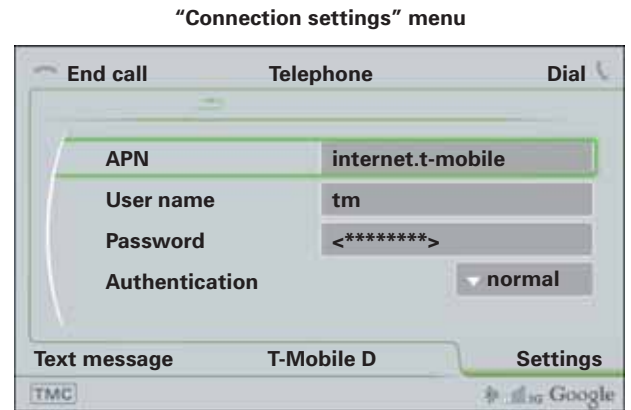 “Connection settings” menu
End call Telephone Dial
APN internet.t-mobile
User name tm
Password <********>
Authentication normal
Text message T-Mobile D Settings
TMC 3G Google